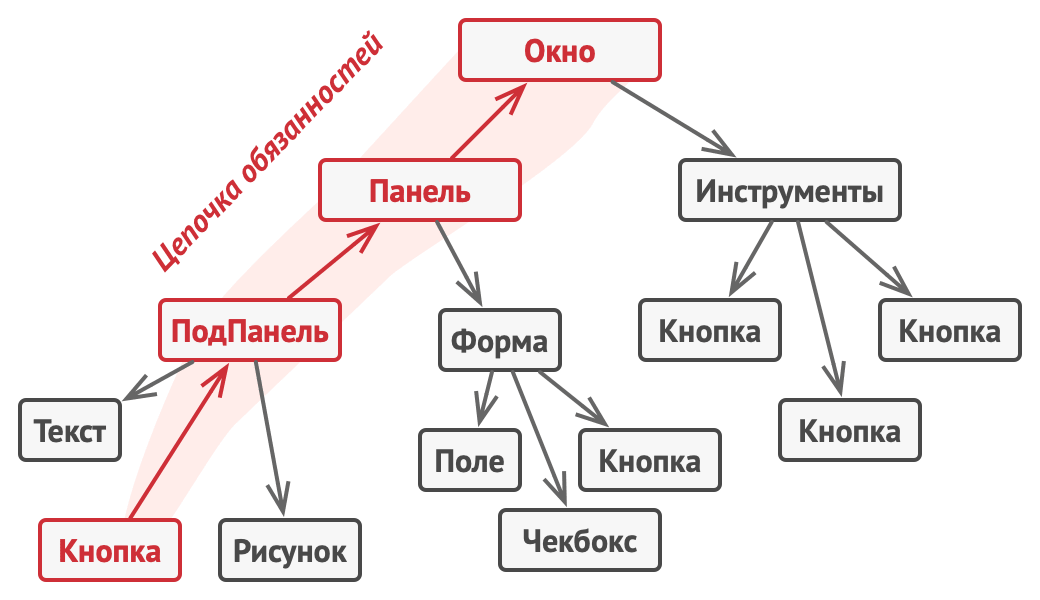 Окно
Цепочка обязанностей
Панель
Инструменты
ПодПанель
Форма
Кнопка
Кнопка
Текст
Поле
Кнопка
Кнопка
Кнопка
Рисунок
Чекбокс